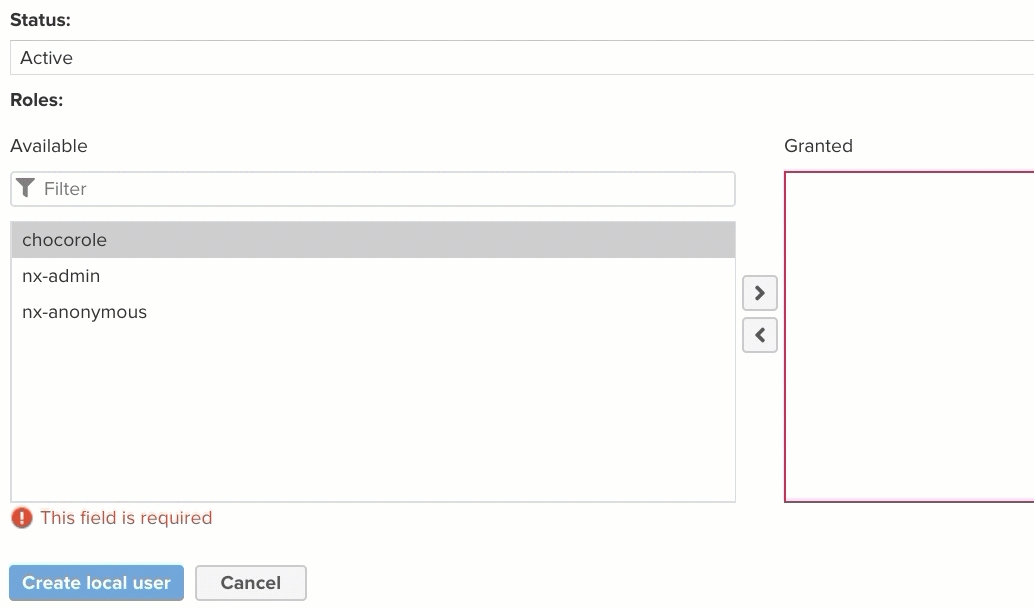 Status:
Active
Roles:
Available
Granted
Filter
chocorole
nx-admin
nx-anonymous
This field is required
Create local user
Cancel